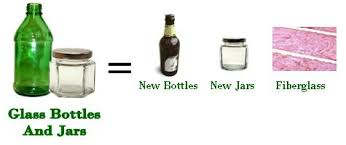 =
New Bottles New Jars Fiberglass
Glass Bottles
And Jars